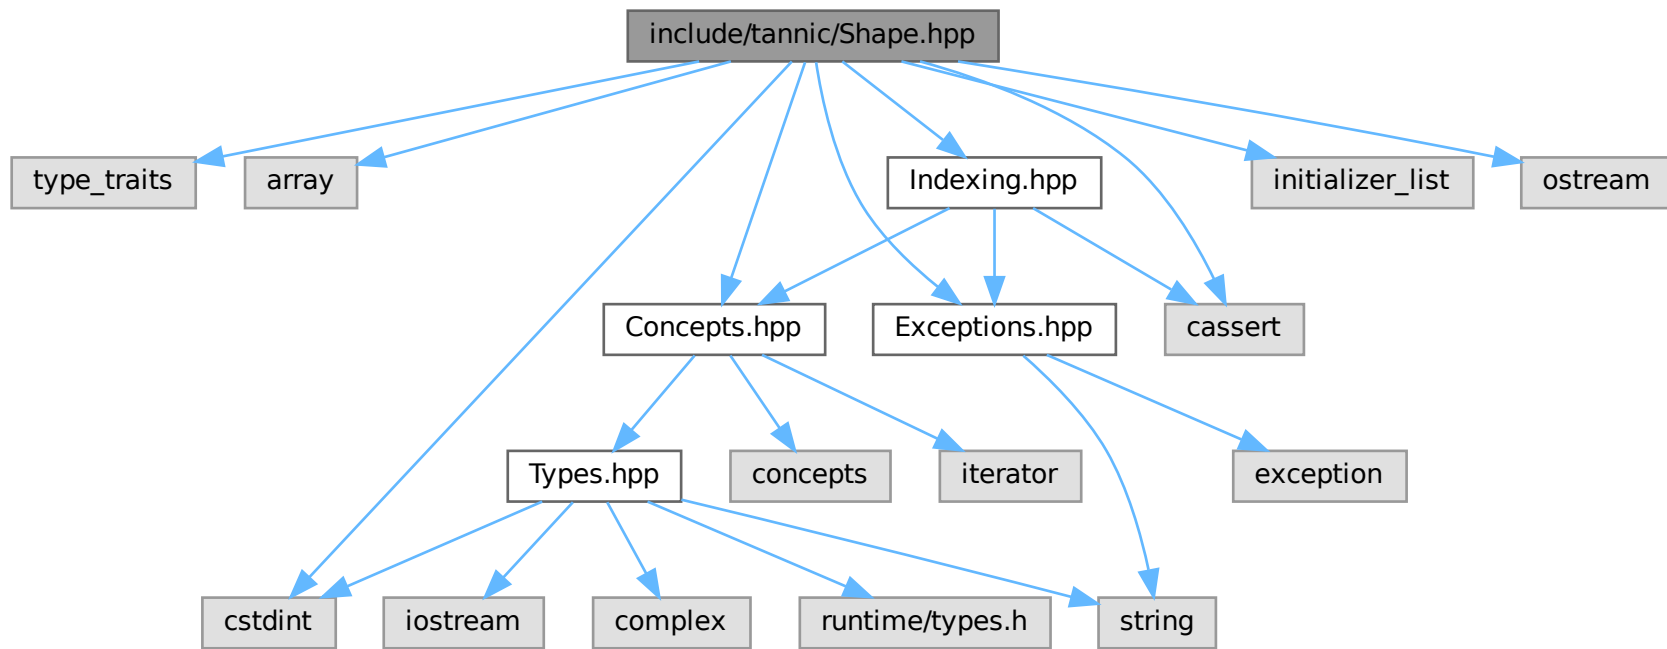 include/tannic/Shape.hpp
type_traits
array
Indexing.hpp
initializer_list
ostream
Concepts.hpp
Exceptions.hpp
cassert
Types.hpp
concepts
iterator
exception
cstdint
iostream
complex
runtime/types.h
string